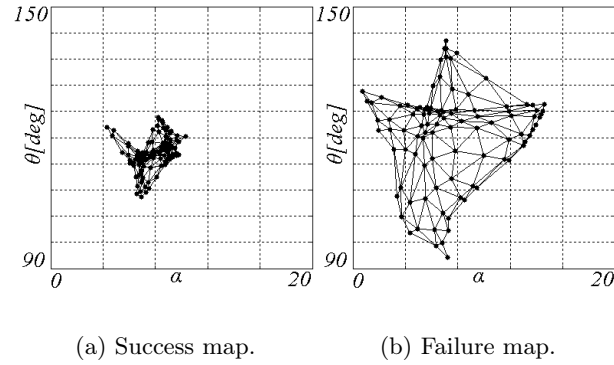 150
θ[deg]
90
0
α
20
150
θ[deg]
90
0
α
20
(a) Success map.
(b) Failure map.